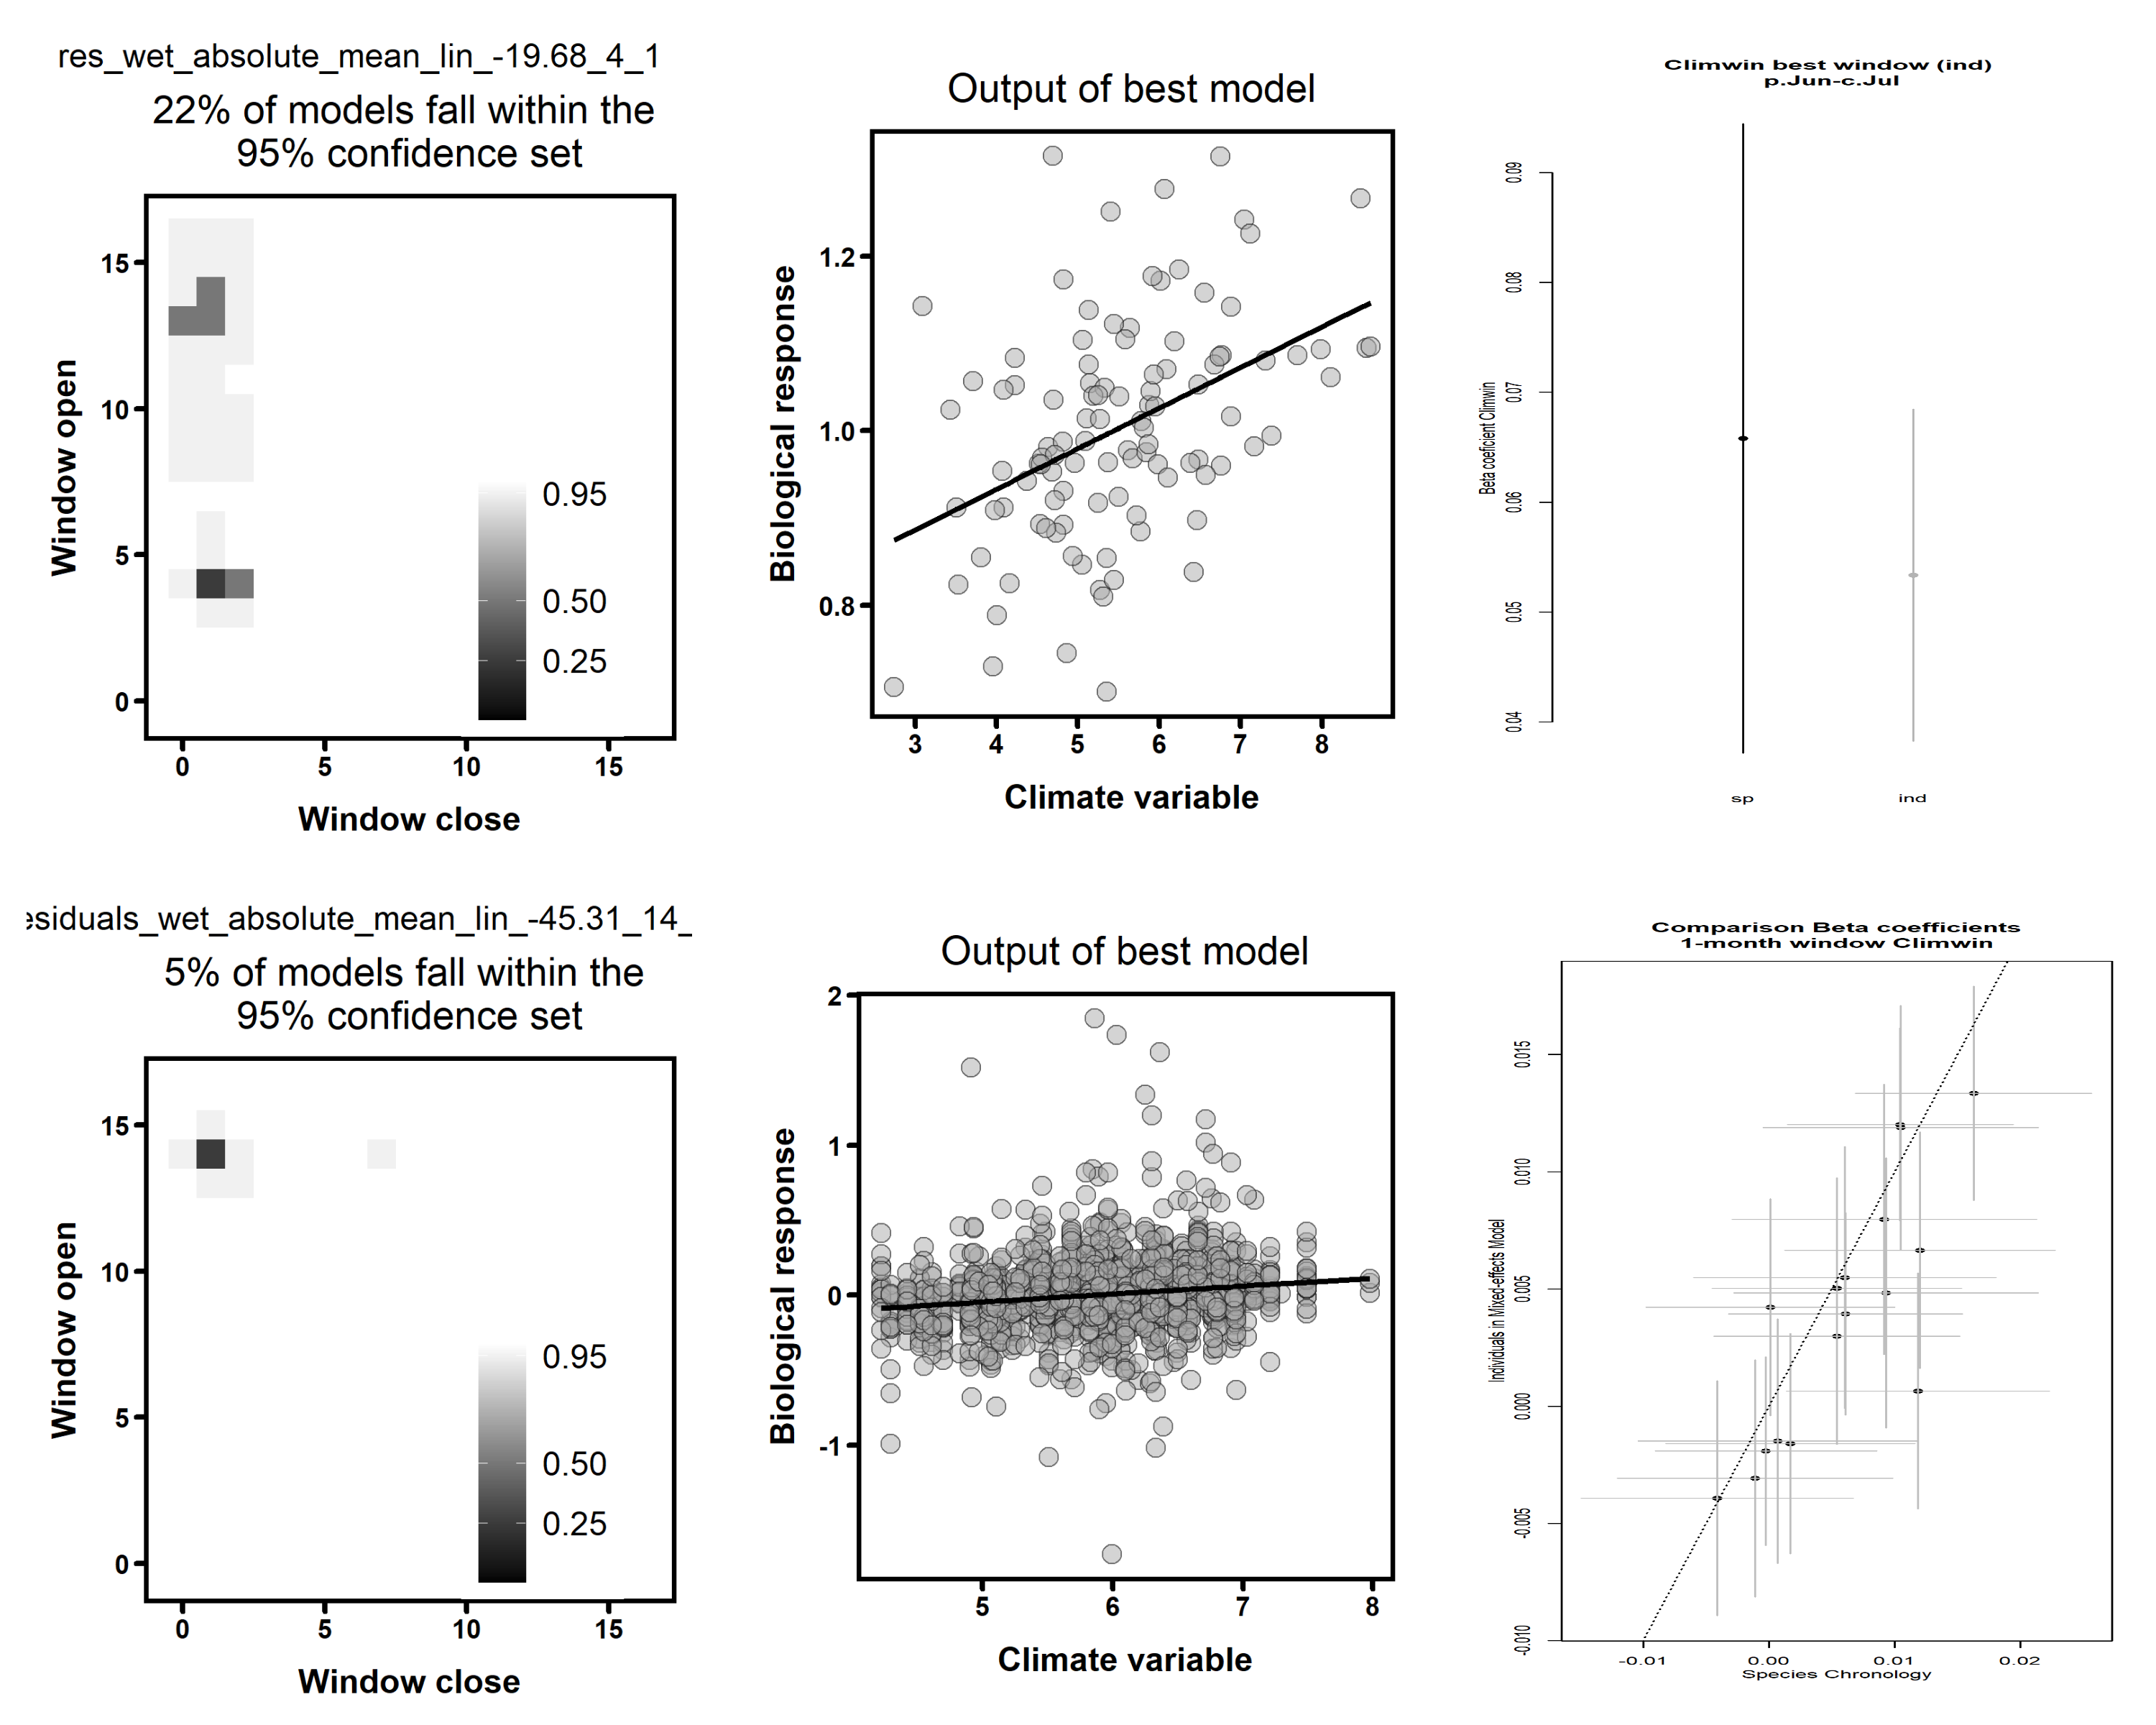 res_wet_absolute_mean_lin_-19.68_4_1
22% of models fall within the
95% confidence set
Window open
15
10
5
0
0.95
0.50
0.25
0 5 10 15
Window close
Output of best model
Biological response
1.2
1.0
0.8
3 4 5 6 7 8
Climate variable
Climwin best window (ind)
p.Jun-c.Jul
Beta coeficient Climwin
0.09
0.08
0.07
0.06
0.05
0.04
sp ind
esiduals_wet_absolute_mean_lin_-45.31_14_
5% of models fall within the
95% confidence set
Window open
15
10
5
0
0.95
0.50
0.25
0 5 10 15
Window close
Output of best model
Biological response
2
1
0
-1
5 6 7 8
Climate variable
Comparison Beta coefficients
1-month window Climwin
Individuals in Mixed-effects Model
0.015
0.010
0.005
0.000
-0.005
-0.010
-0.01 0.00 0.01 0.02
Species Chronology